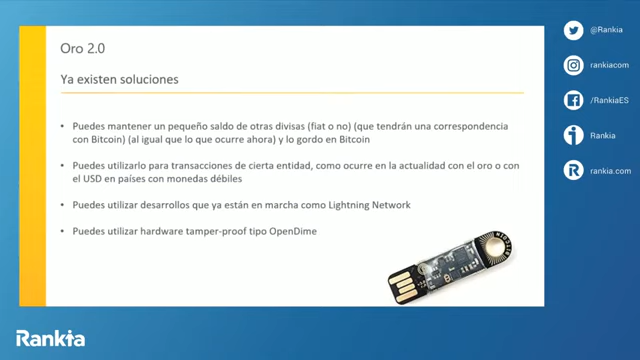 Oro 2.0
Ya existen soluciones
• Puedes mantener un pequeño saldo de otras divisas (fiat o no) (que tendrán una correspondencia
con Bitcoin) (al igual que lo que ocurre ahora) y lo gordo en Bitcoin
• Puedes utilizarlo para transacciones de cierta entidad, como ocurre en la actualidad con el oro o con
el USD en países con monedas débiles
• Puedes utilizar desarrollos que ya están en marcha como Lightning Network
• Puedes utilizar hardware tamper-proof tipo OpenDime
BITCOIN
@Rankia
rankiacom
/RankiaES
Rankia
rankia.com
Rankia